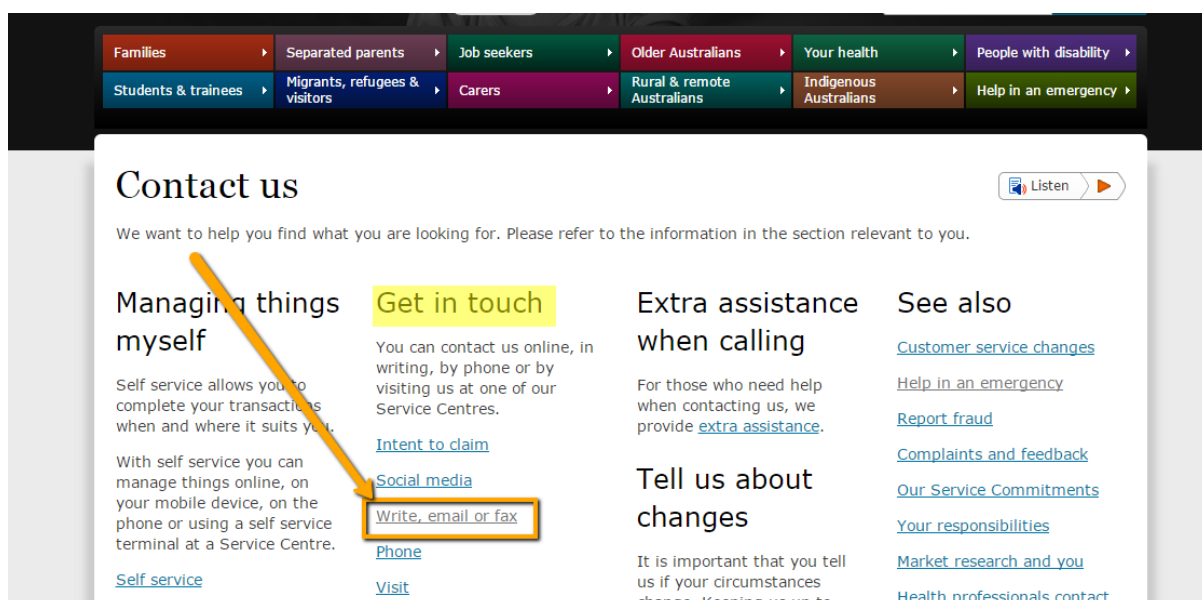 Families
Separated parents
Job seekers
Older Australians
Your health
People with disability
Students & trainees
Migrants, refugees &
visitors
Carers
Rural & remote
Australians
Indigenous
Australians
Help in an emergency
Contact us
Listen
We want to help you find what you are looking for. Please refer to the information in the section relevant to you.
Managing things
myself
Self service allows you to
complete your transactions
when and where it suits you.
With self service you can
manage things online, on
your mobile device, on the
phone or using a self service
terminal at a Service Centre.
Self service
Get in touch
You can contact us online, in
writing, by phone or by
visiting us at one of our
Service Centres.
Intent to claim
Social media
Write, email or fax
Phone
Visit
Extra assistance
when calling
For those who need help
when contacting us, we
provide extra assistance.
Tell us about
changes
It is important that you tell
us if your circumstances
change. Keeping us up to
See also
Customer service changes
Help in an emergency
Report fraud
Complaints and feedback
Our Service Commitments
Your responsibilities
Market research and you
Health professionals contact